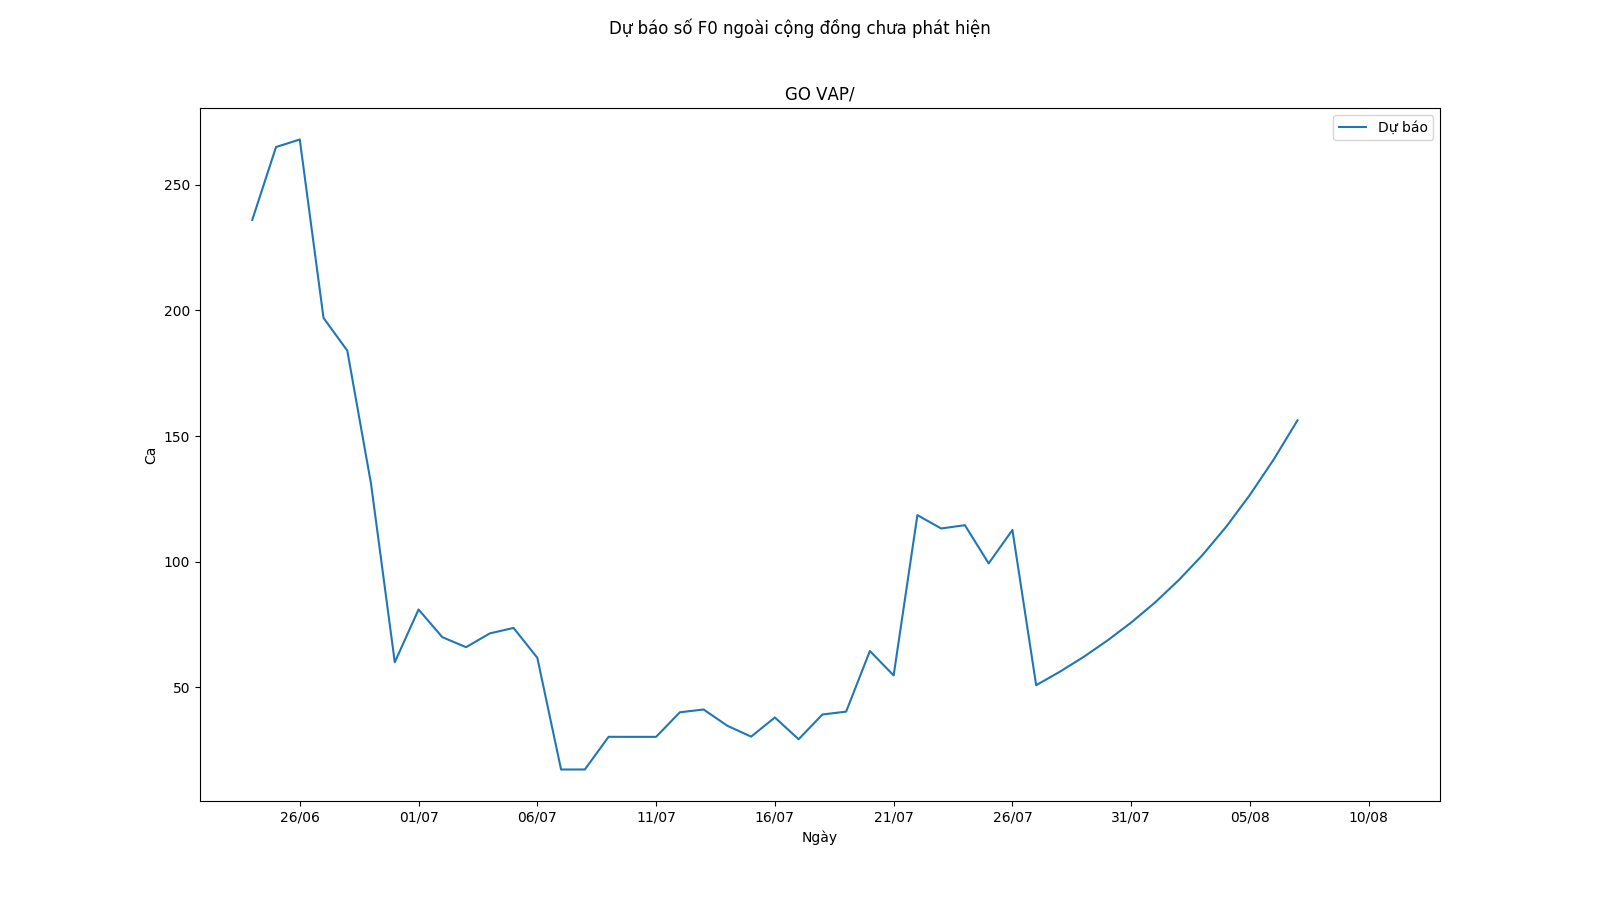 Dự báo số F0 ngoài cộng đồng chưa phát hiện
GO VAP/
Dự báo
250
200
150
100
50
Ca
26/06 01/07 06/07 11/07 16/07 21/07 26/07 31/07 05/08 10/08
Ngày